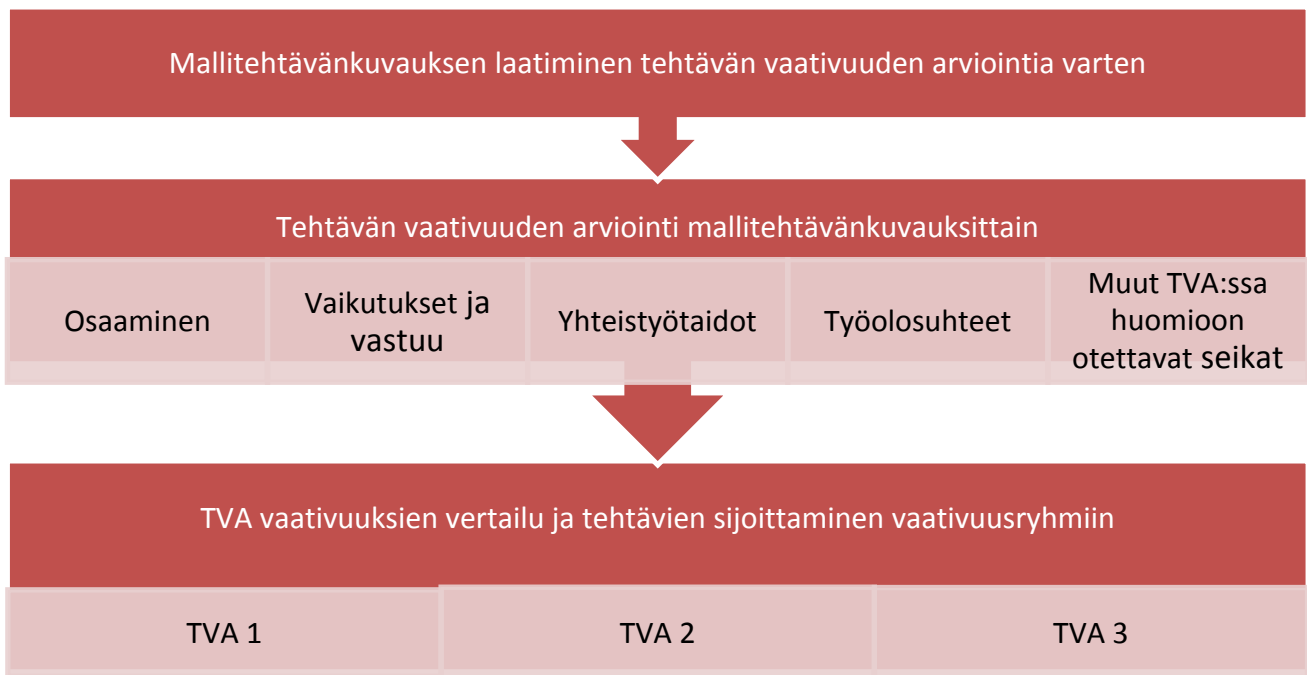 Mallitehtävänkuvauksen laatiminen tehtävän vaativuuden arviointia varten
Tehtävän vaativuuden arviointi mallitehtävänkuvauksittain
Osaaminen
Vaikutukset ja
vastuu
Yhteistyötaidot
Työolosuhteet
Muut TVA:ssa
huomioon
otettavat seikat
TVA vaativuuksien vertailu ja tehtävien sijoittaminen vaativuusryhmiin
TVA 1
TVA 2
TVA 3